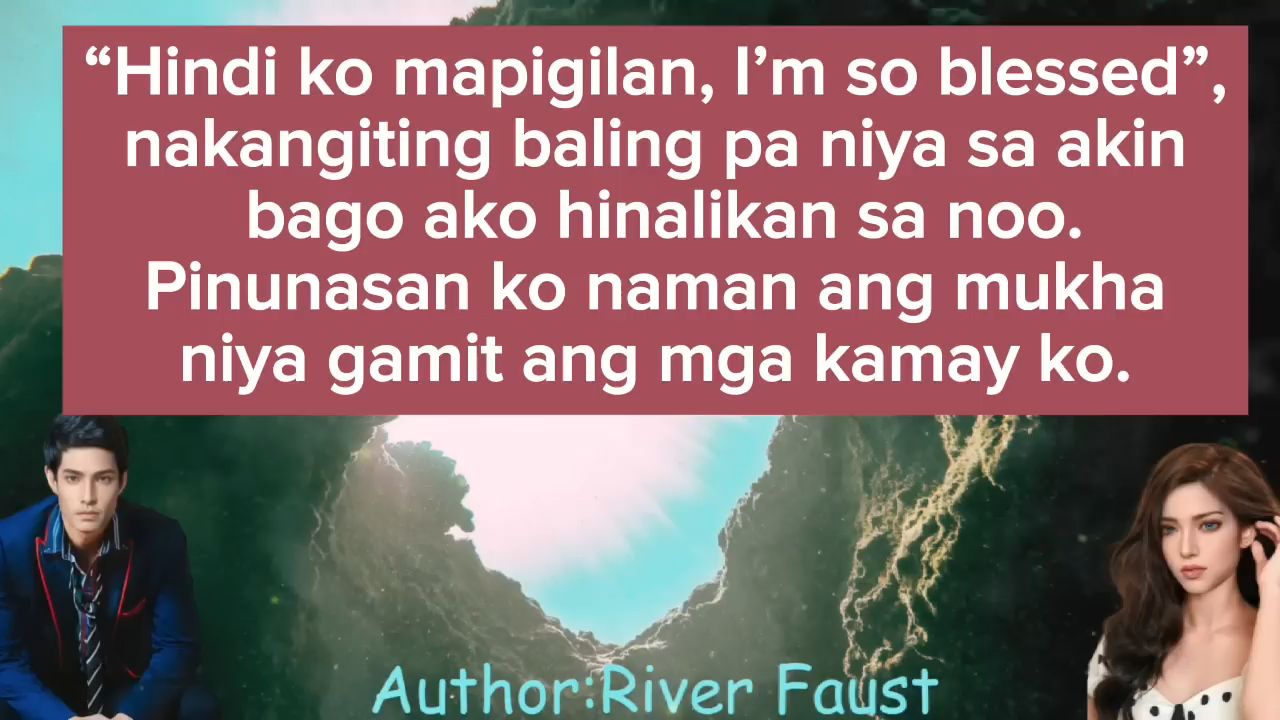 “Hindi ko mapigilan, I’m so blessed”,
nakangiting baling pa niya sa akin
bago ako hinalikan sa noo.
Pinunasan ko naman ang mukha
niya gamit ang mga kamay ko.
Author:River Faust